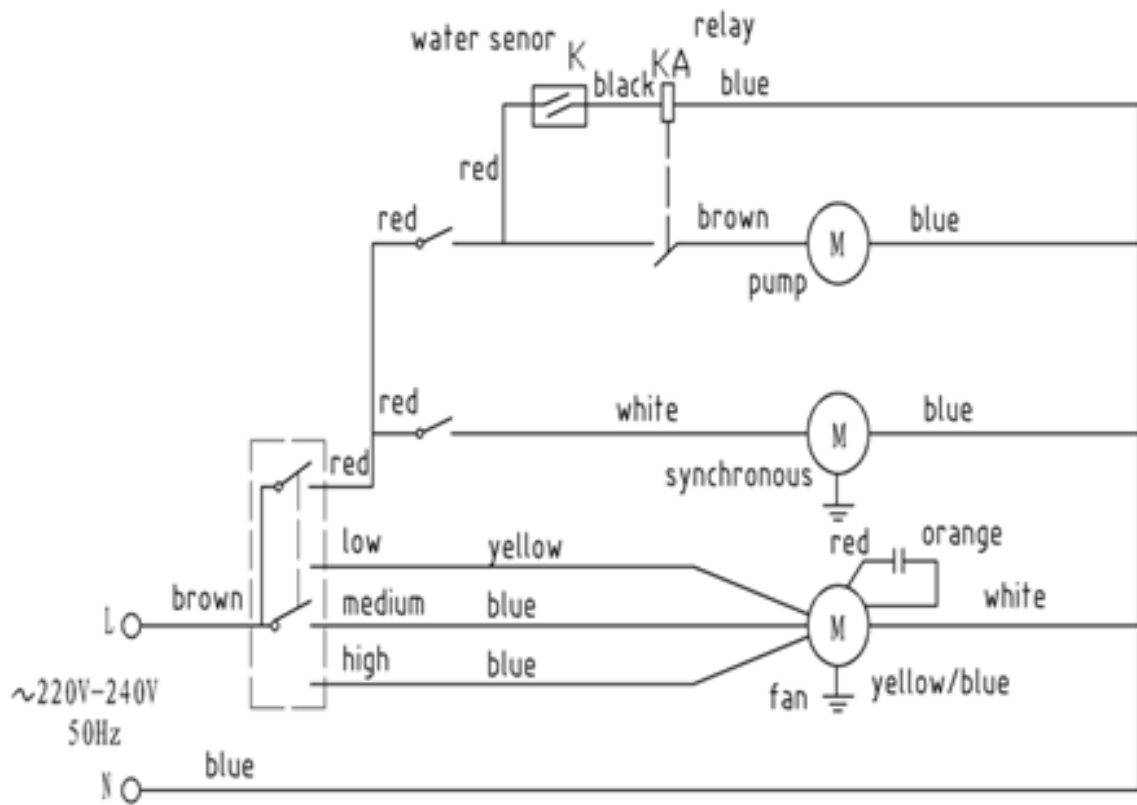 water senor
K
relay
KA
black
blue
red
red
brown
blue
M
pump
red
white
blue
M
synchronous
red
low
yellow
red
orange
brown
medium
blue
white
L
M
high
blue
fan
yellow/blue
~220V-240V
50Hz
blue
N